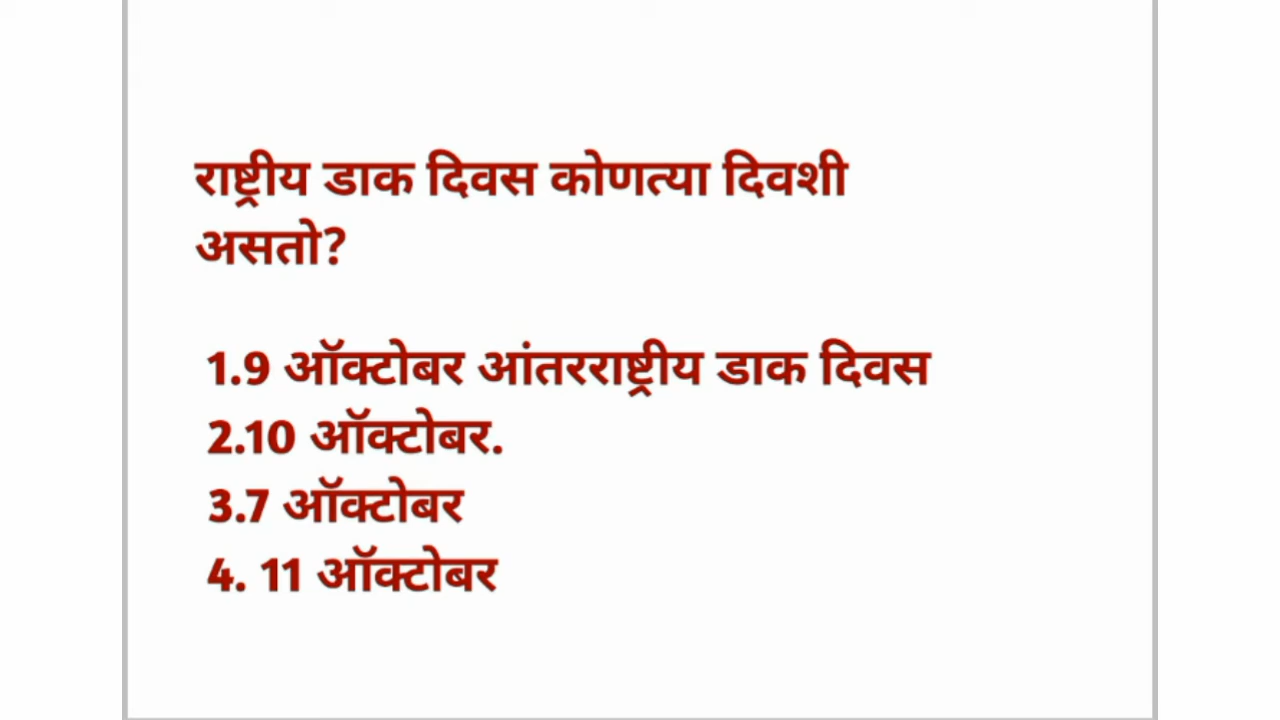 राष्ट्रीय डाक दिवस कोणत्या दिवशी
असतो?
1.9 ऑक्टोबर आंतरराष्ट्रीय डाक दिवस
2.10 ऑक्टोबर.
3.7 ऑक्टोबर
4. 11 ऑक्टोबर